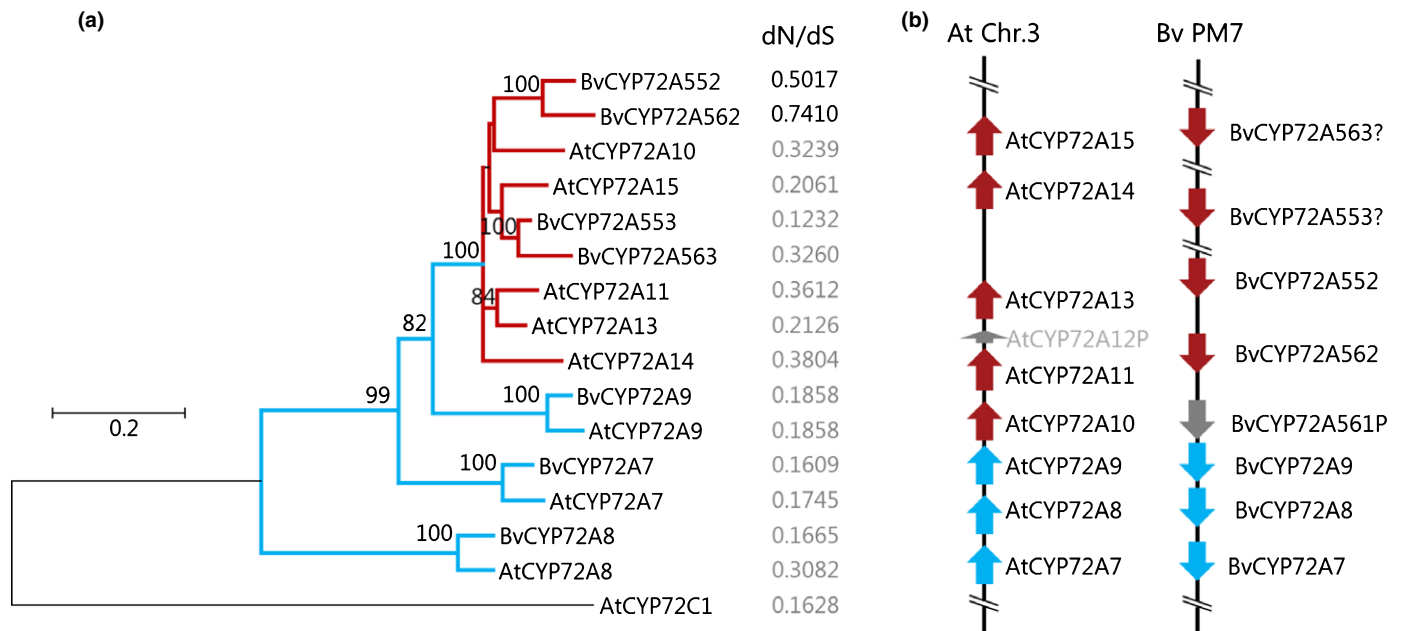 (a)
dN/dS
100 BvCYP72A552 0.5017
BvCYP72A562 0.7410
AtCYP72A10 0.3239
AtCYP72A15 0.2061
100 BvCYP72A553 0.1232
100 BvCYP72A563 0.3260
84 AtCYP72A11 0.3612
82 AtCYP72A13 0.2126
AtCYP72A14 0.3804
99 100 BvCYP72A9 0.1858
AtCYP72A9 0.1858
100 BvCYP72A7 0.1609
AtCYP72A7 0.1745
100 BvCYP72A8 0.1665
AtCYP72A8 0.3082
AtCYP72C1 0.1628
0.2
(b)
At Chr.3
AtCYP72A15
AtCYP72A14
AtCYP72A13
AtCYP72A12P
AtCYP72A11
AtCYP72A10
AtCYP72A9
AtCYP72A8
AtCYP72A7
Bv PM7
BvCYP72A563?
BvCYP72A553?
BvCYP72A552
BvCYP72A562
BvCYP72A561P
BvCYP72A9
BvCYP72A8
BvCYP72A7